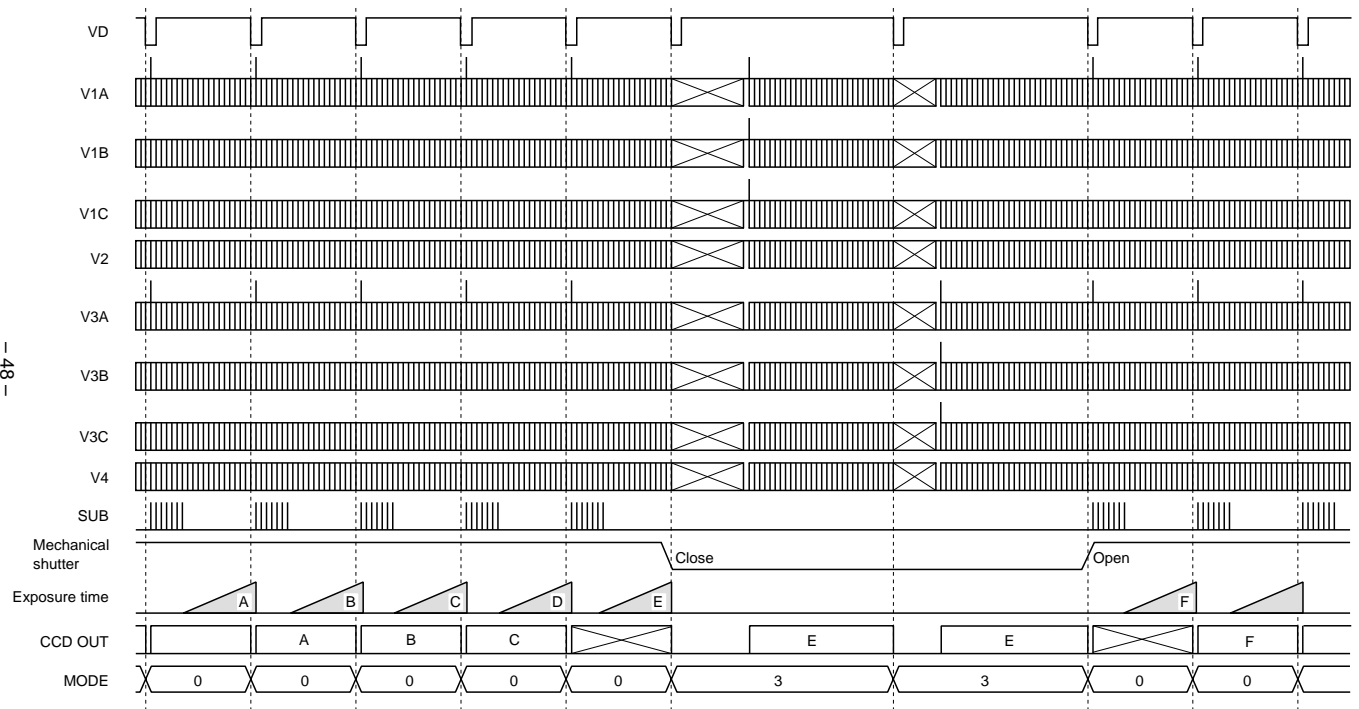 VD
V1A
V1B
V1C
V2
V3A
V3B
V3C
V4
SUB
Mechanical
shutter
Close
Open
Exposure time
A
B
C
D
E
F
CCD OUT
A
B
C
E
E
F
MODE
0
0
0
0
0
3
3
0
0
– 48 –